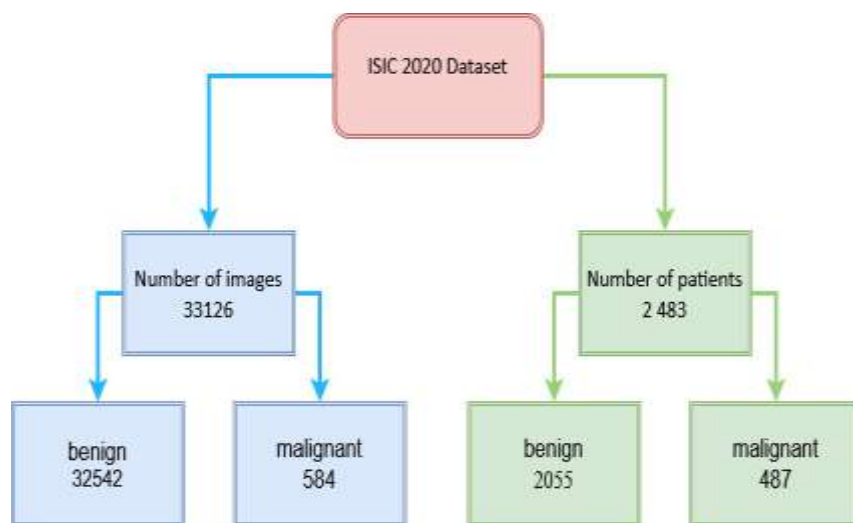 ISIC 2020 Dataset
Number of images
33126
Number of patients
2 483
benign
32542
malignant
584
benign
2055
malignant
487